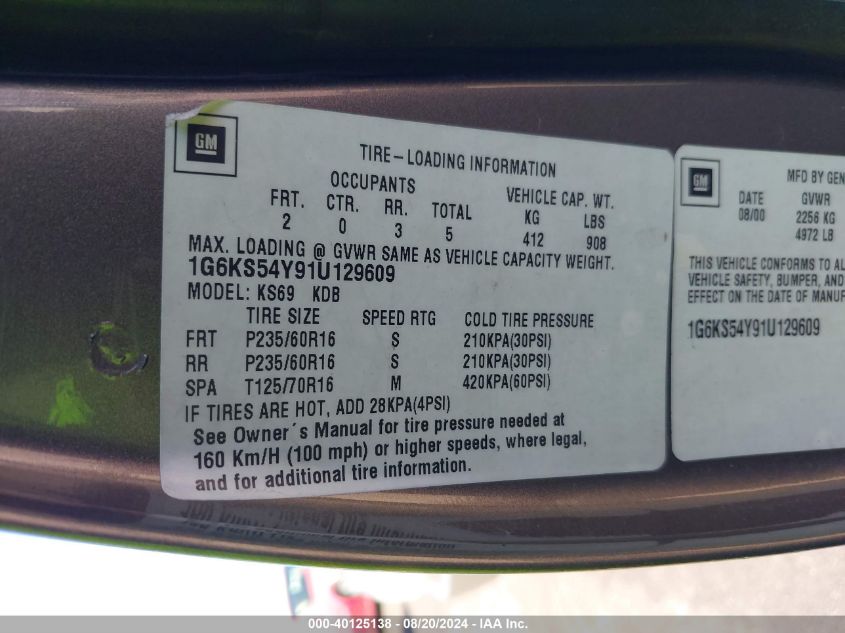 GM
TIRE-LOADING INFORMATION
OCCUPANTS
VEHICLE CAP. WT.
FRT. CTR. RR. TOTAL KG LBS
2 0 3 5 412 908
MAX. LOADING @ GVWR SAME AS VEHICLE CAPACITY WEIGHT.
1G6KS54Y91U129609
MODEL: KS69 KDB
TIRE SIZE SPEED RTG COLD TIRE PRESSURE
FRT P235/60R16 S 210KPA(30PSI)
RR P235/60R16 S 210KPA(30PSI)
SPA T125/70R16 M 420KPA(60PSI)
IF TIRES ARE HOT, ADD 28KPA(4PSI)
See Owner´s Manual for tire pressure needed at
160 Km/H (100 mph) or higher speeds, where legal,
and for additional tire information.
GM
MFD BY GEN
DATE GVWR
08/00 2256 KG
4972 LB
THIS VEHICLE CONFORMS TO AL
VEHICLE SAFETY, BUMPER, AND
EFFECT ON THE DATE OF MANUF
1G6KS54Y91U129609
000-40125138 - 08/20/2024 - IAA Inc.